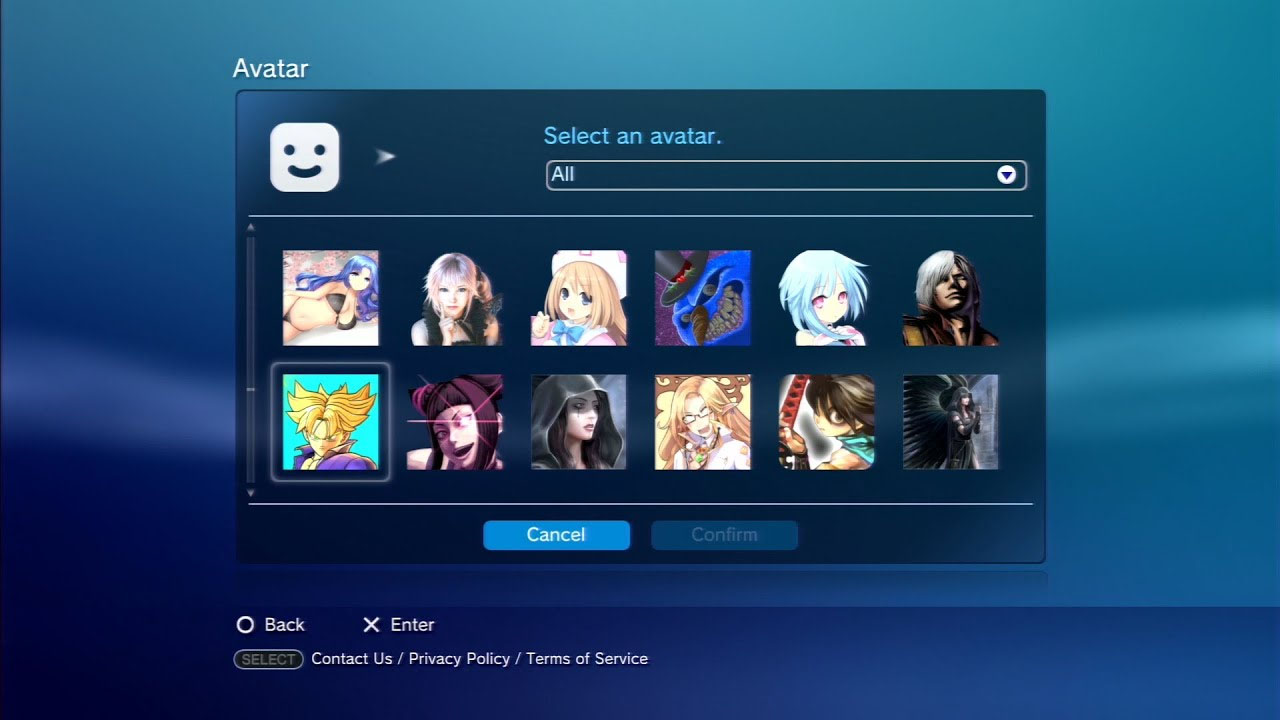 Avatar
Select an avatar.
All
Cancel
Confirm
Back
Enter
SELECT Contact Us / Privacy Policy / Terms of Service